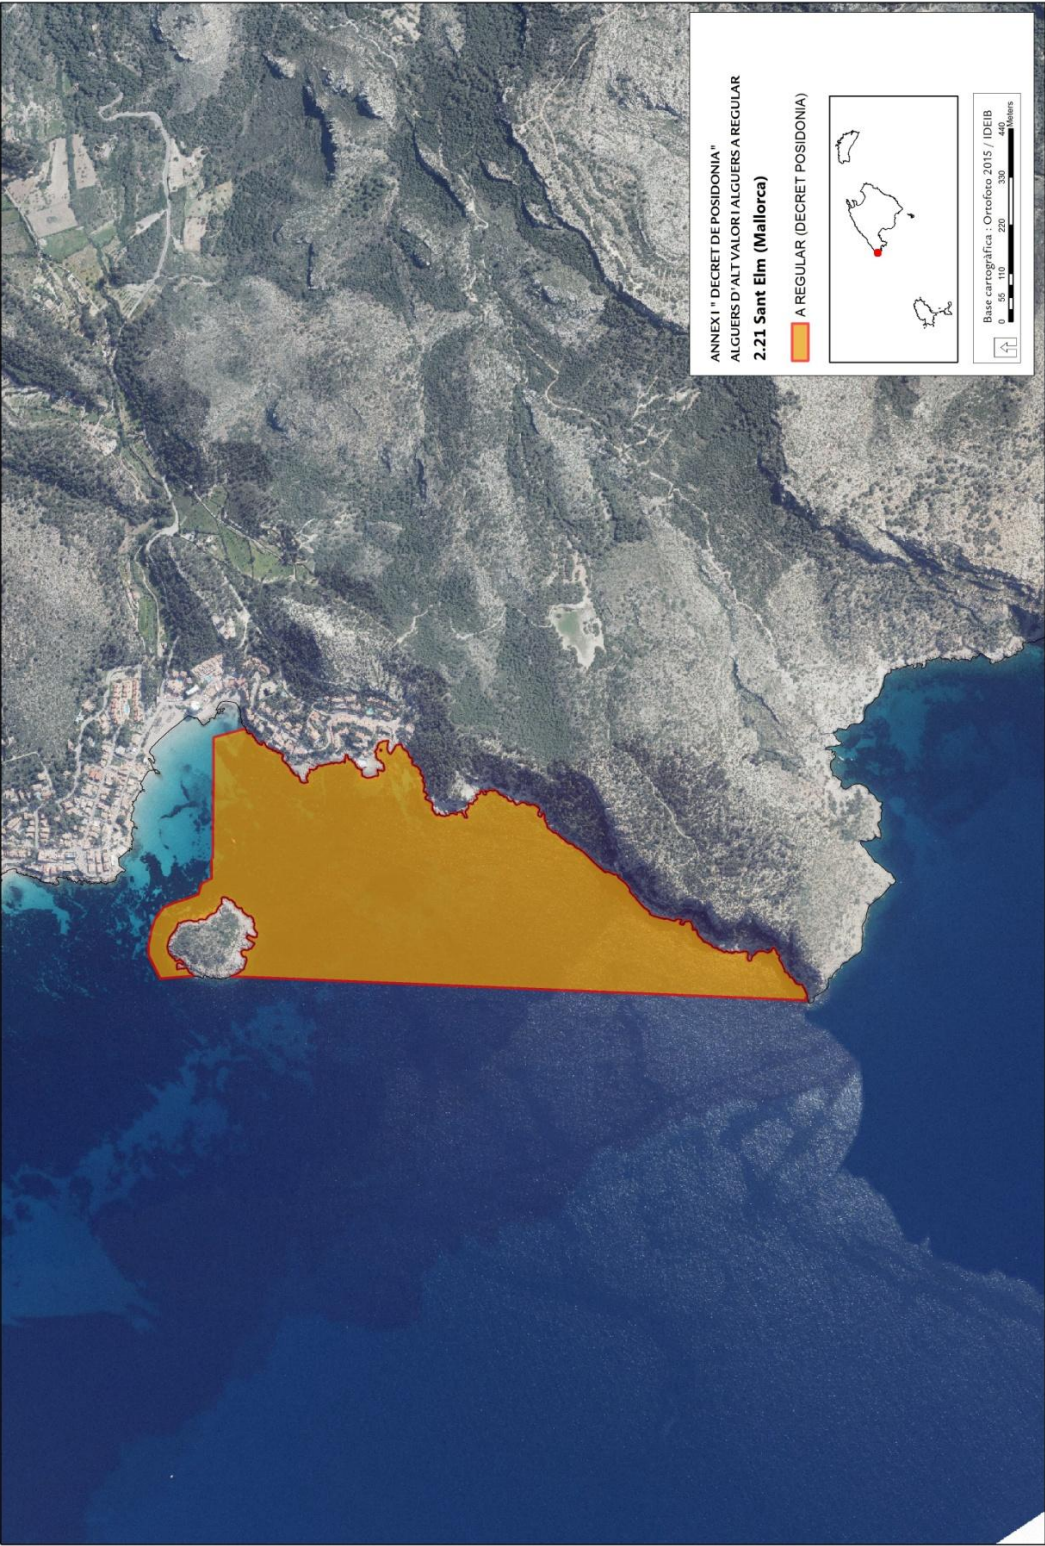 ANNEX I " DECRET DE POSIDONIA"
ALGUERS D'ALT VALOR I ALGUERS A REGULAR
2.21 Sant Elm (Mallorca)
A REGULAR (DECRET POSIDONIA)
Base cartogràfica : Ortofoto 2015 / IDEIB
0 55 110 220 330 440
Meters